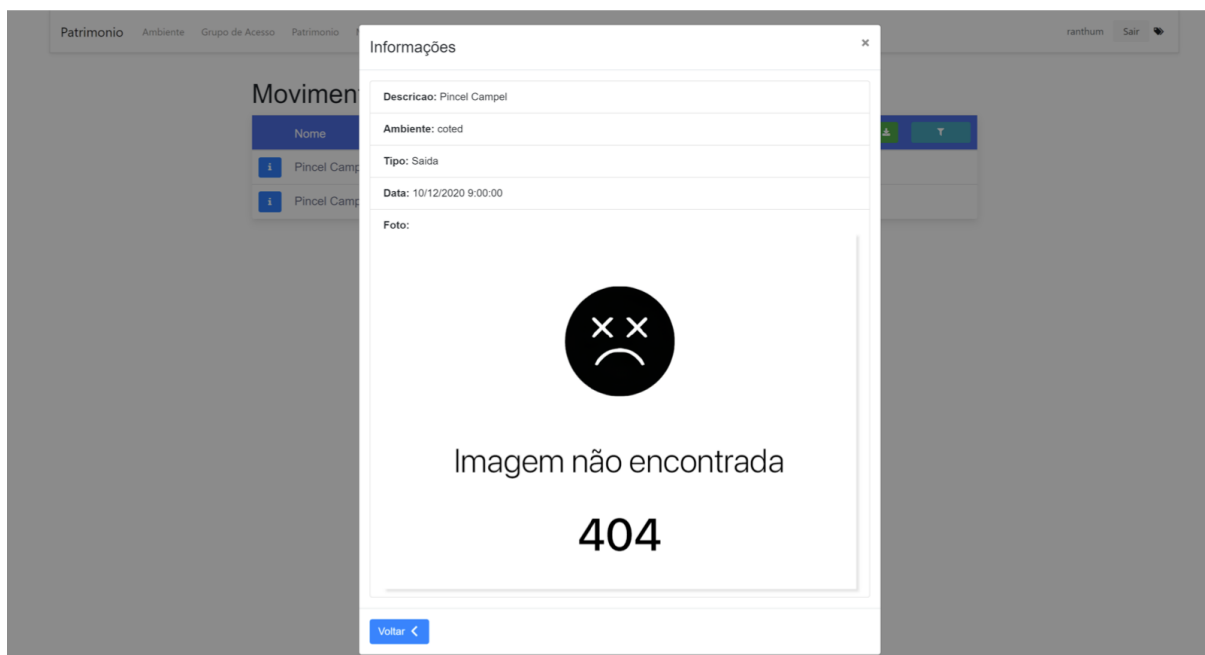 Patrimonio Ambiente Grupo de Acesso Patrimonio ranthum Sair
Informações ×
Descricao: Pincel Campel
Ambiente: coted
Tipo: Saida
Data: 10/12/2020 9:00:00
Foto:
Imagem não encontrada
404
Voltar
Movimen
Nome
i Pincel Camp
i Pincel Camp